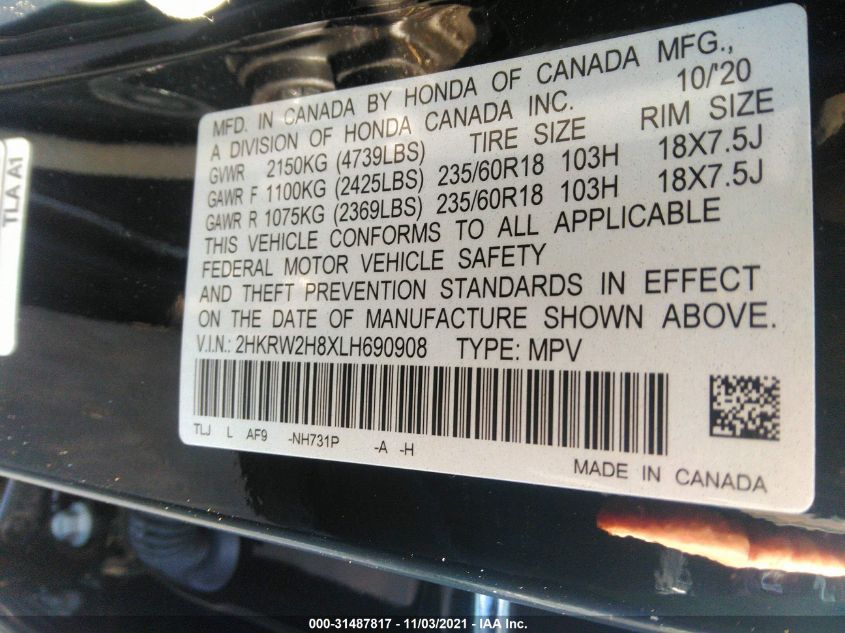 MFD. IN CANADA BY HONDA OF CANADA MFG.,
A DIVISION OF HONDA CANADA INC. 10/'20
GVWR 2150KG (4739LBS) TIRE SIZE RIM SIZE
GAWR F 1100KG (2425LBS) 235/60R18 103H 18X7.5J
GAWR R 1075KG (2369LBS) 235/60R18 103H 18X7.5J
THIS VEHICLE CONFORMS TO ALL APPLICABLE
FEDERAL MOTOR VEHICLE SAFETY
AND THEFT PREVENTION STANDARDS IN EFFECT
ON THE DATE OF MANUFACTURE SHOWN ABOVE.
V.I.N.: 2HKRW2H8XLH690908 TYPE: MPV
TLJ L AF9 -NH731P -A -H
MADE IN CANADA
TLA A1
000-31487817 - 11/03/2021 - IAA Inc.